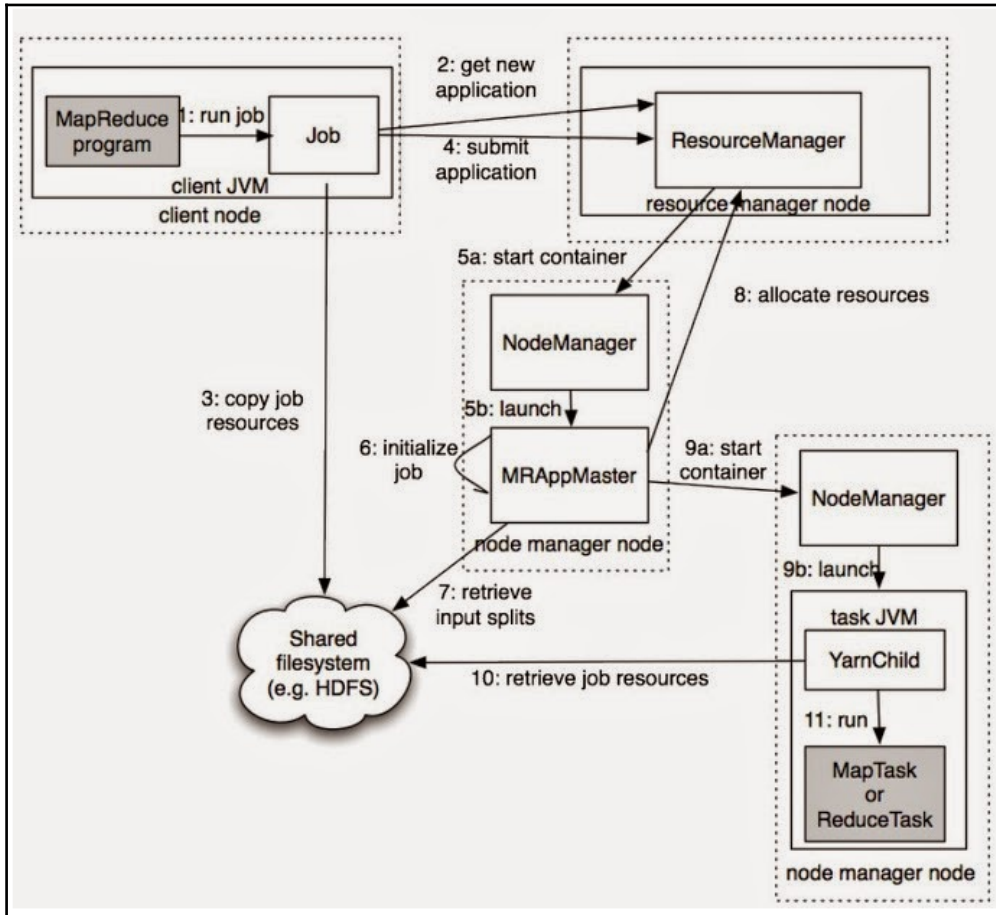 2: get new
application
MapReduce
program
1: run job
Job
4: submit
application
ResourceManager
client JVM
client node
resource manager node
5a: start container
8: allocate resources
NodeManager
3: copy job
resources
5b: launch
6: initialize
job
MRAppMaster
9a: start
container
NodeManager
node manager node
9b: launch
7: retrieve
input splits
task JVM
Shared
filesystem
(e.g. HDFS)
YarnChild
10: retrieve job resources
11: run
MapTask
or
ReduceTask
node manager node